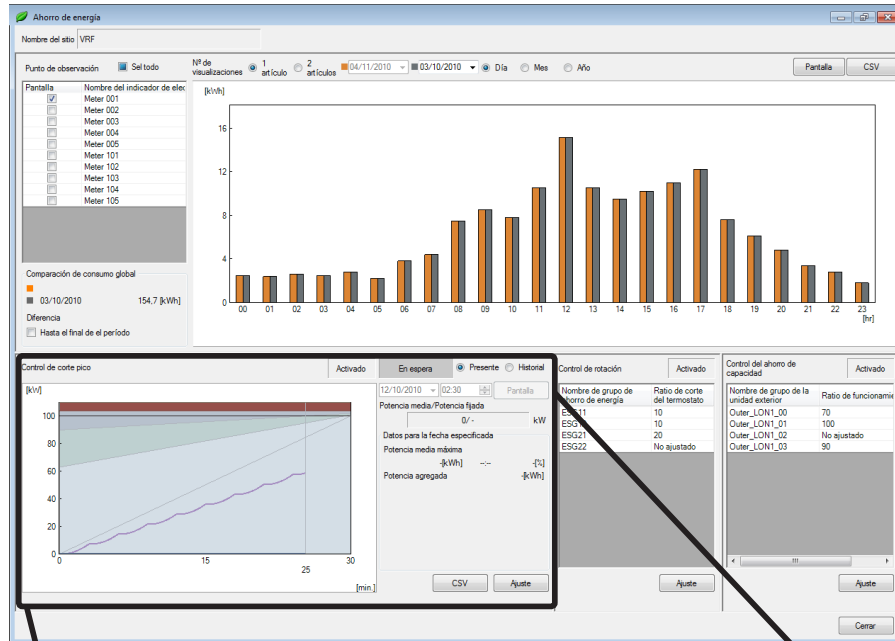 Ahorro de energía
Nombre del sitio VRF
Punto de observación Sel todo
Nº de visualizaciones 1 artículo 2 artículos 04/11/2010 03/10/2010 Día Mes Año Pantalla CSV
Pantalla Nombre del indicador de elec
Meter 001
Meter 002
Meter 003
Meter 004
Meter 005
Meter 101
Meter 102
Meter 103
Meter 104
Meter 105
Comparación de consumo global
03/10/2010 154,7 [kWh]
Diferencia
Hasta el final de el período
[kWh]
16
12
8
4
0
00 01 02 03 04 05 06 07 08 09 10 11 12 13 14 15 16 17 18 19 20 21 22 23
[hr]
Control de corte pico Activado En espera Presente Historial
[kW]
100
80
60
40
20
0
0 15 30
25
[min.]
12/10/2010 02:30 Pantalla
Potencia media/Potencia fijada
0/ - kW
Datos para la fecha especificada
Potencia media máxima
-[kWh] --:-- -[%]
Potencia agregada -[kWh]
CSV Ajuste
Control de rotación Activado
Nombre de grupo de ahorro de energía Ratio de corte del termostato
ESG11 10
10
ESG21 20
ESG22 No ajustado
Ajuste
Control del ahorro de capacidad Activado
Nombre de grupo de la unidad exterior Ratio de funcionamie
Outer_LON1_00 70
Outer_LON1_01 100
Outer_LON1_02 No ajustado
Outer_LON1_03 90
Ajuste
Cerrar